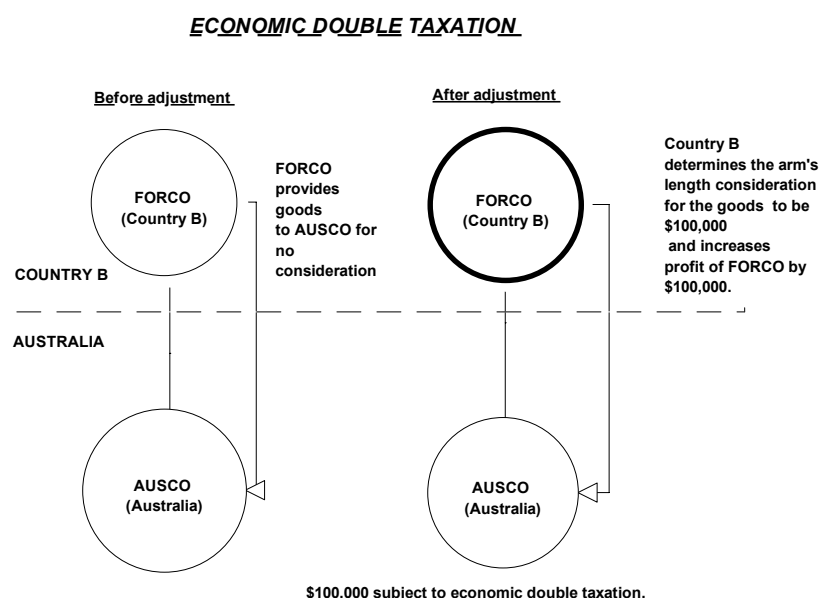 ECONOMIC DOUBLE TAXATION
Before adjustment
After adjustment
FORCO
(Country B)
FORCO
provides
goods
to AUSCO for
no
consideration
FORCO
(Country B)
Country B
determines the arm's
length consideration
for the goods to be
$100,000
and increases
profit of FORCO by
$100,000.
COUNTRY B
AUSTRALIA
AUSCO
(Australia)
AUSCO
(Australia)
$100,000 subject to economic double taxation.